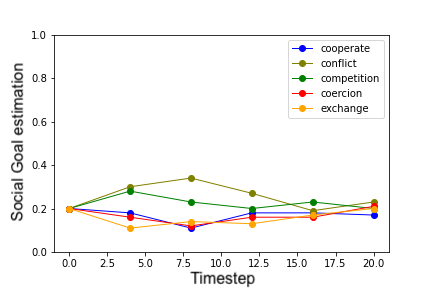 1.0
0.8
0.6
0.4
0.2
0.0
Social Goal estimation
cooperate
conflict
competition
coercion
exchange
0.0 2.5 5.0 7.5 10.0 12.5 15.0 17.5 20.0
Timestep